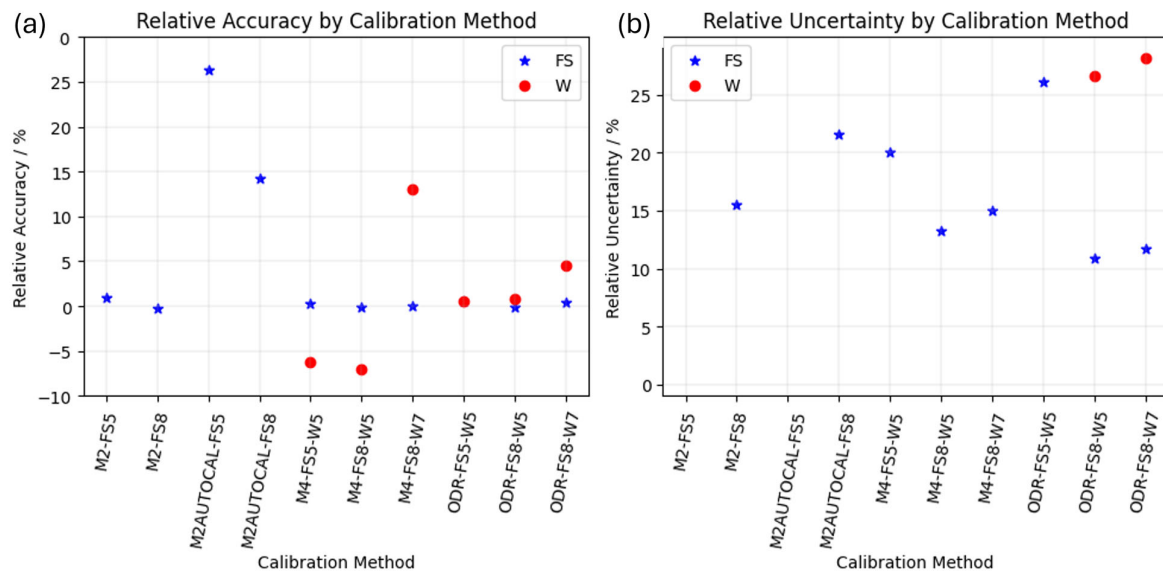 (a)
Relative Accuracy by Calibration Method
0
25
20
15
10
5
0
−5
−10
Relative Accuracy / %
FS
W
M2-FS5
M2-FS8
M2AUTOCAL-FS5
M2AUTOCAL-FS8
M4-FS5-W5
M4-FS8-W5
M4-FS8-W7
ODR-FS5-W5
ODR-FS8-W5
ODR-FS8-W7
Calibration Method
(b)
Relative Uncertainty by Calibration Method
25
20
15
10
5
0
Relative Uncertainty / %
FS
W
M2-FS5
M2-FS8
M2AUTOCAL-FS5
M2AUTOCAL-FS8
M4-FS5-W5
M4-FS8-W5
M4-FS8-W7
ODR-FS5-W5
ODR-FS8-W5
ODR-FS8-W7
Calibration Method